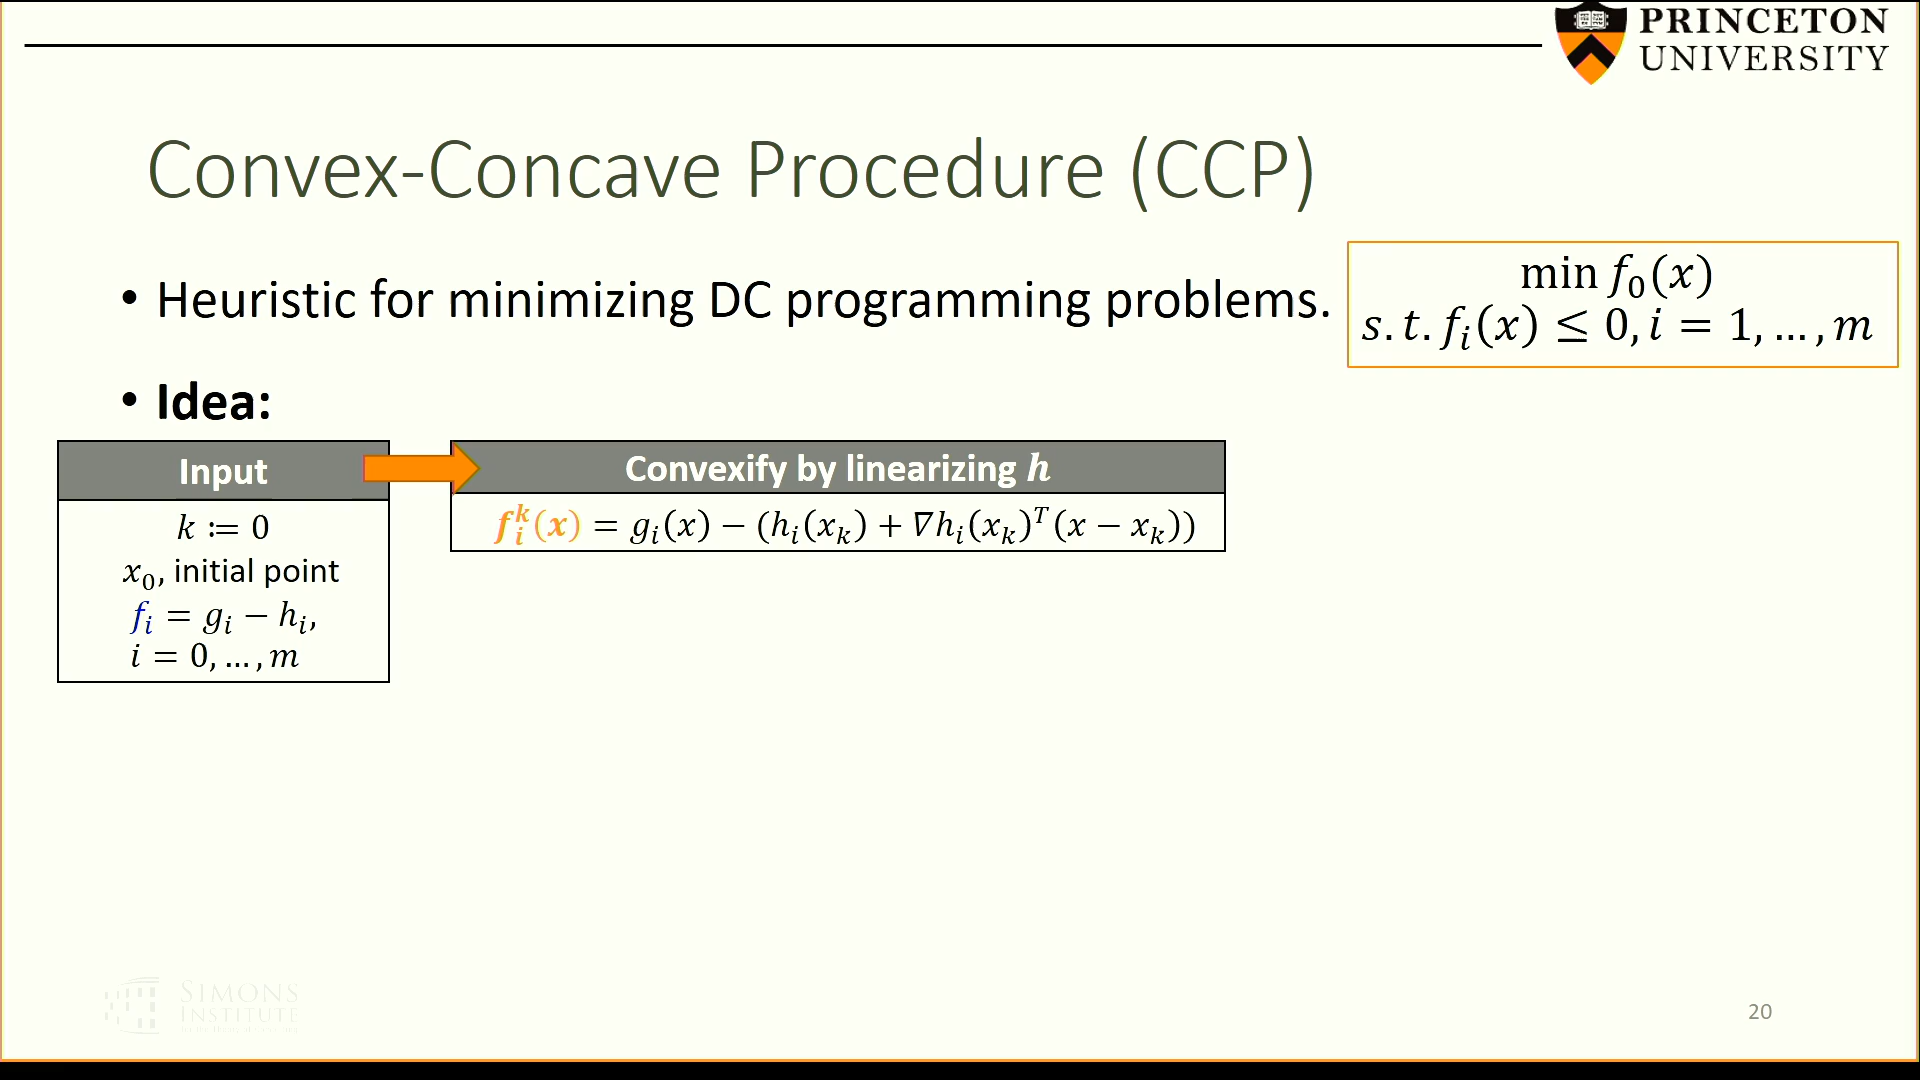 PRINCETON
UNIVERSITY
Convex-Concave Procedure (CCP)
• Heuristic for minimizing DC programming problems.
min f₀(x)
s.t. fᵢ(x) ≤ 0, i = 1, … , m
• Idea:
Input
k ≔ 0
x₀, initial point
fᵢ = gᵢ − hᵢ,
i = 0, … , m
Convexify by linearizing h
fᵢᵏ(x) = gᵢ(x) − (hᵢ(xₖ) + ∇hᵢ(xₖ)ᵀ(x − xₖ))
SIMONS
INSTITUTE
20